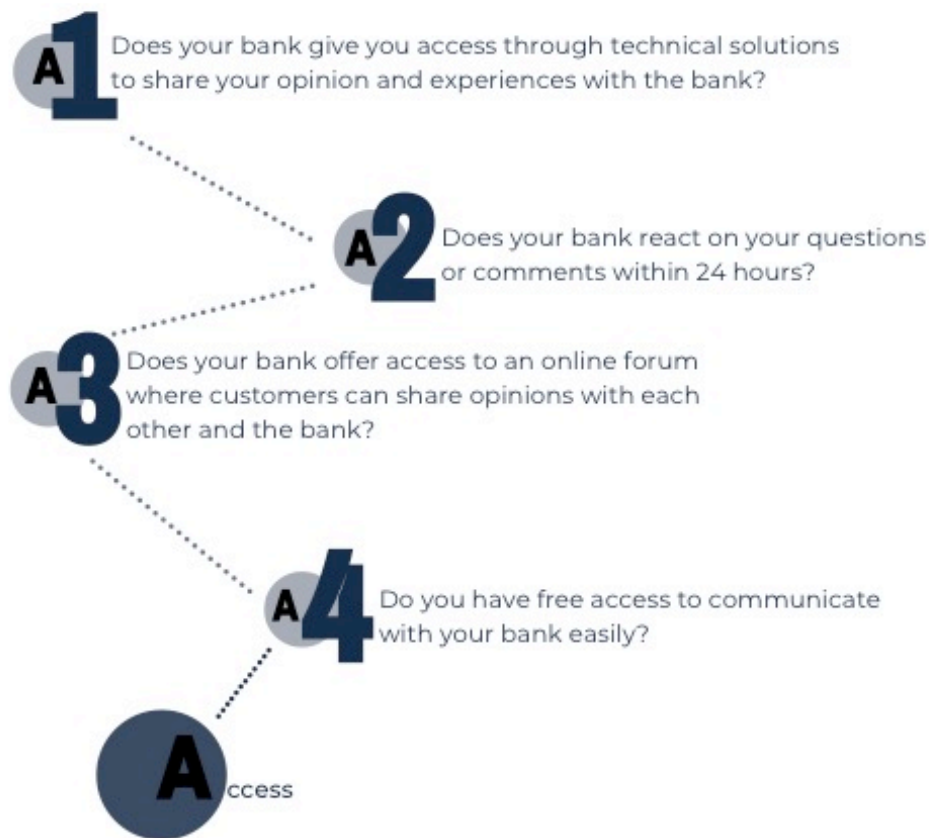 A1 Does your bank give you access through technical solutions
to share your opinion and experiences with the bank?
A2 Does your bank react on your questions
or comments within 24 hours?
A3 Does your bank offer access to an online forum
where customers can share opinions with each
other and the bank?
A4 Do you have free access to communicate
with your bank easily?
Access